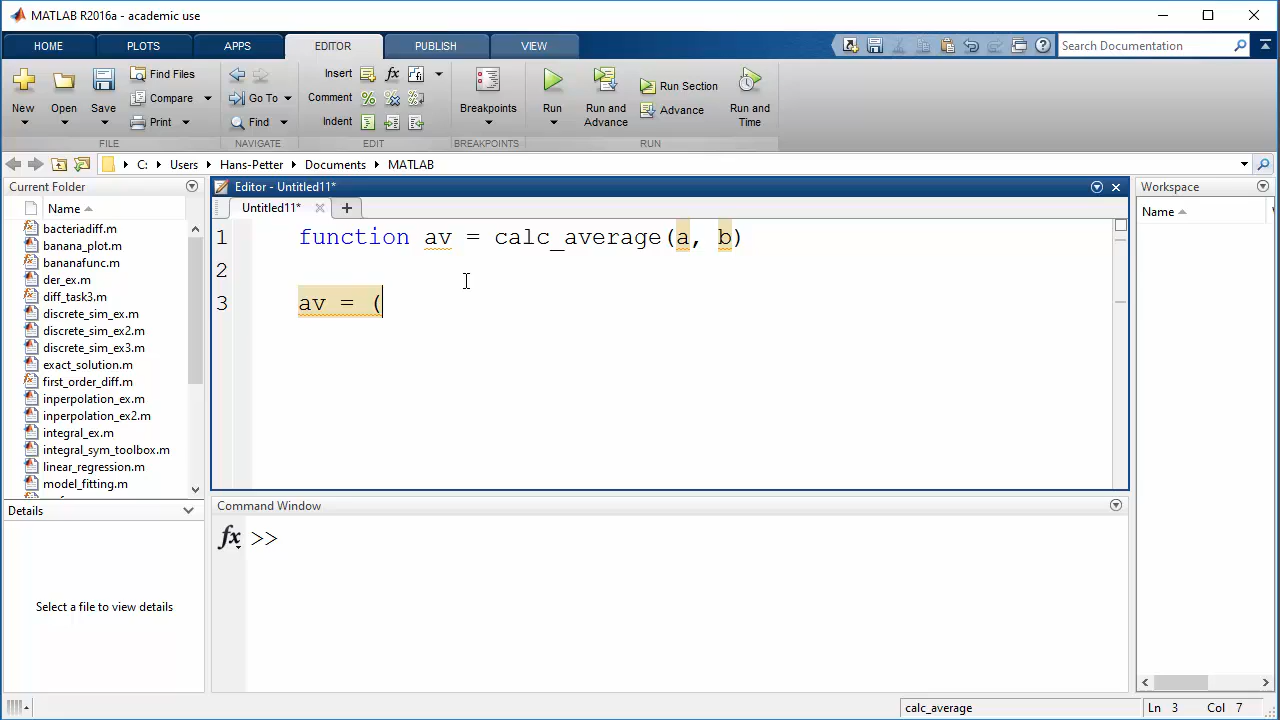 MATLAB R2016a - academic use
HOME PLOTS APPS EDITOR PUBLISH VIEW Search Documentation
New Open Save Find Files Compare Print
Go To Find
Insert fx
Comment
Indent
Breakpoints Run Run and Advance Run Section Advance Run and Time
FILE NAVIGATE EDIT BREAKPOINTS RUN
C: Users Hans-Petter Documents MATLAB
Current Folder
Name
bacteriadiff.m
banana_plot.m
bananafunc.m
der_ex.m
diff_task3.m
discrete_sim_ex.m
discrete_sim_ex2.m
discrete_sim_ex3.m
exact_solution.m
first_order_diff.m
inperpolation_ex.m
inperpolation_ex2.m
integral_ex.m
integral_sym_toolbox.m
linear_regression.m
model_fitting.m
Details
Select a file to view details
Editor - Untitled11*
Untitled11*
1 function av = calc_average(a, b)
2
3 av = (
Command Window
fx >>
Workspace
Name
calc_average Ln 3 Col 7